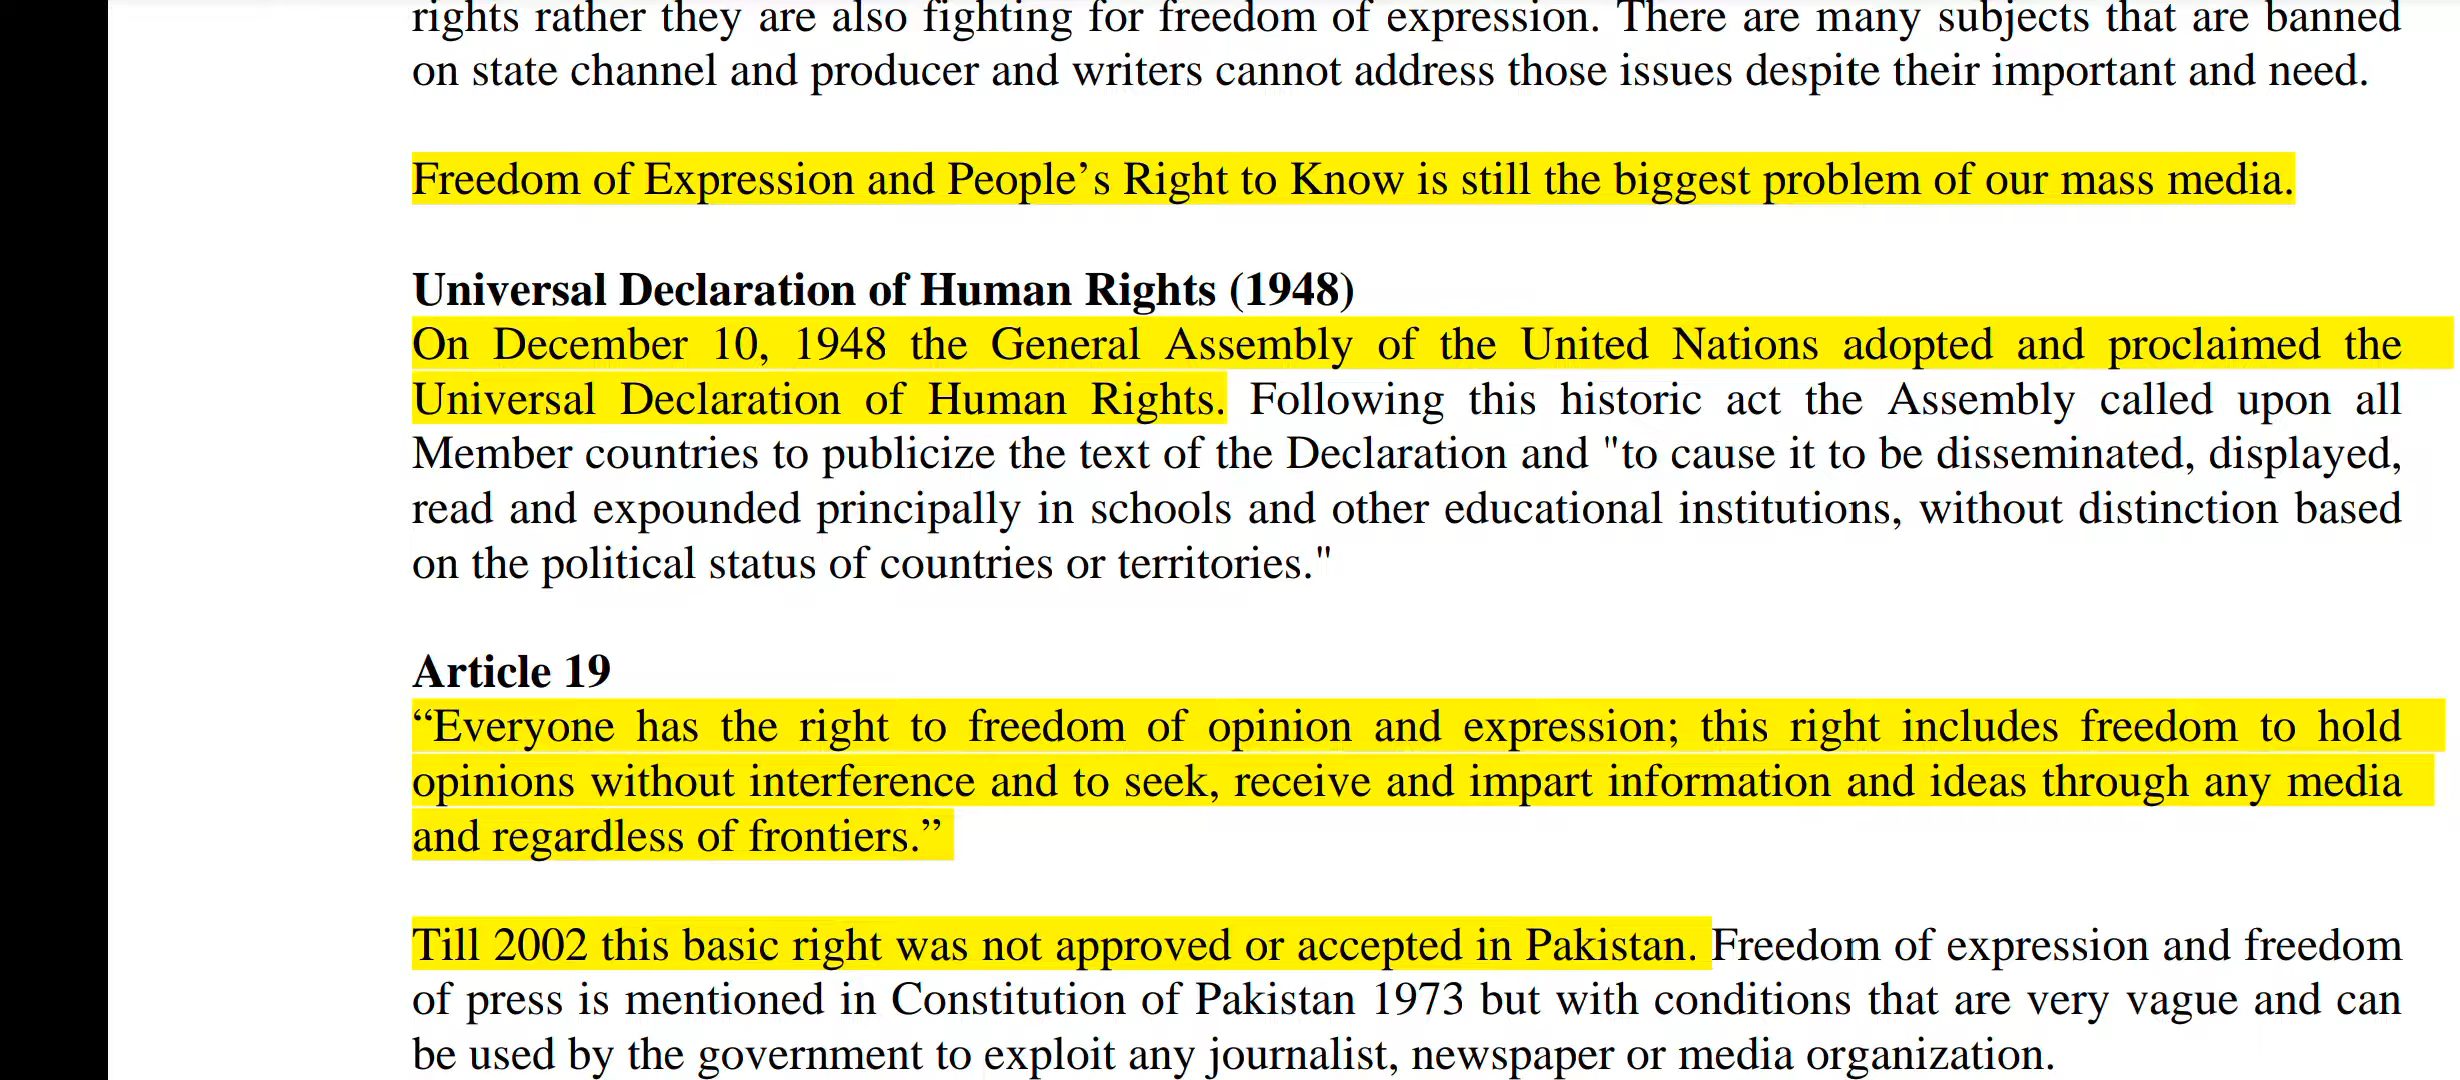 rights rather they are also fighting for freedom of expression. There are many subjects that are banned
on state channel and producer and writers cannot address those issues despite their important and need.
Freedom of Expression and People’s Right to Know is still the biggest problem of our mass media.
Universal Declaration of Human Rights (1948)
On December 10, 1948 the General Assembly of the United Nations adopted and proclaimed the
Universal Declaration of Human Rights. Following this historic act the Assembly called upon all
Member countries to publicize the text of the Declaration and "to cause it to be disseminated, displayed,
read and expounded principally in schools and other educational institutions, without distinction based
on the political status of countries or territories."
Article 19
“Everyone has the right to freedom of opinion and expression; this right includes freedom to hold
opinions without interference and to seek, receive and impart information and ideas through any media
and regardless of frontiers.”
Till 2002 this basic right was not approved or accepted in Pakistan. Freedom of expression and freedom
of press is mentioned in Constitution of Pakistan 1973 but with conditions that are very vague and can
be used by the government to exploit any journalist, newspaper or media organization.